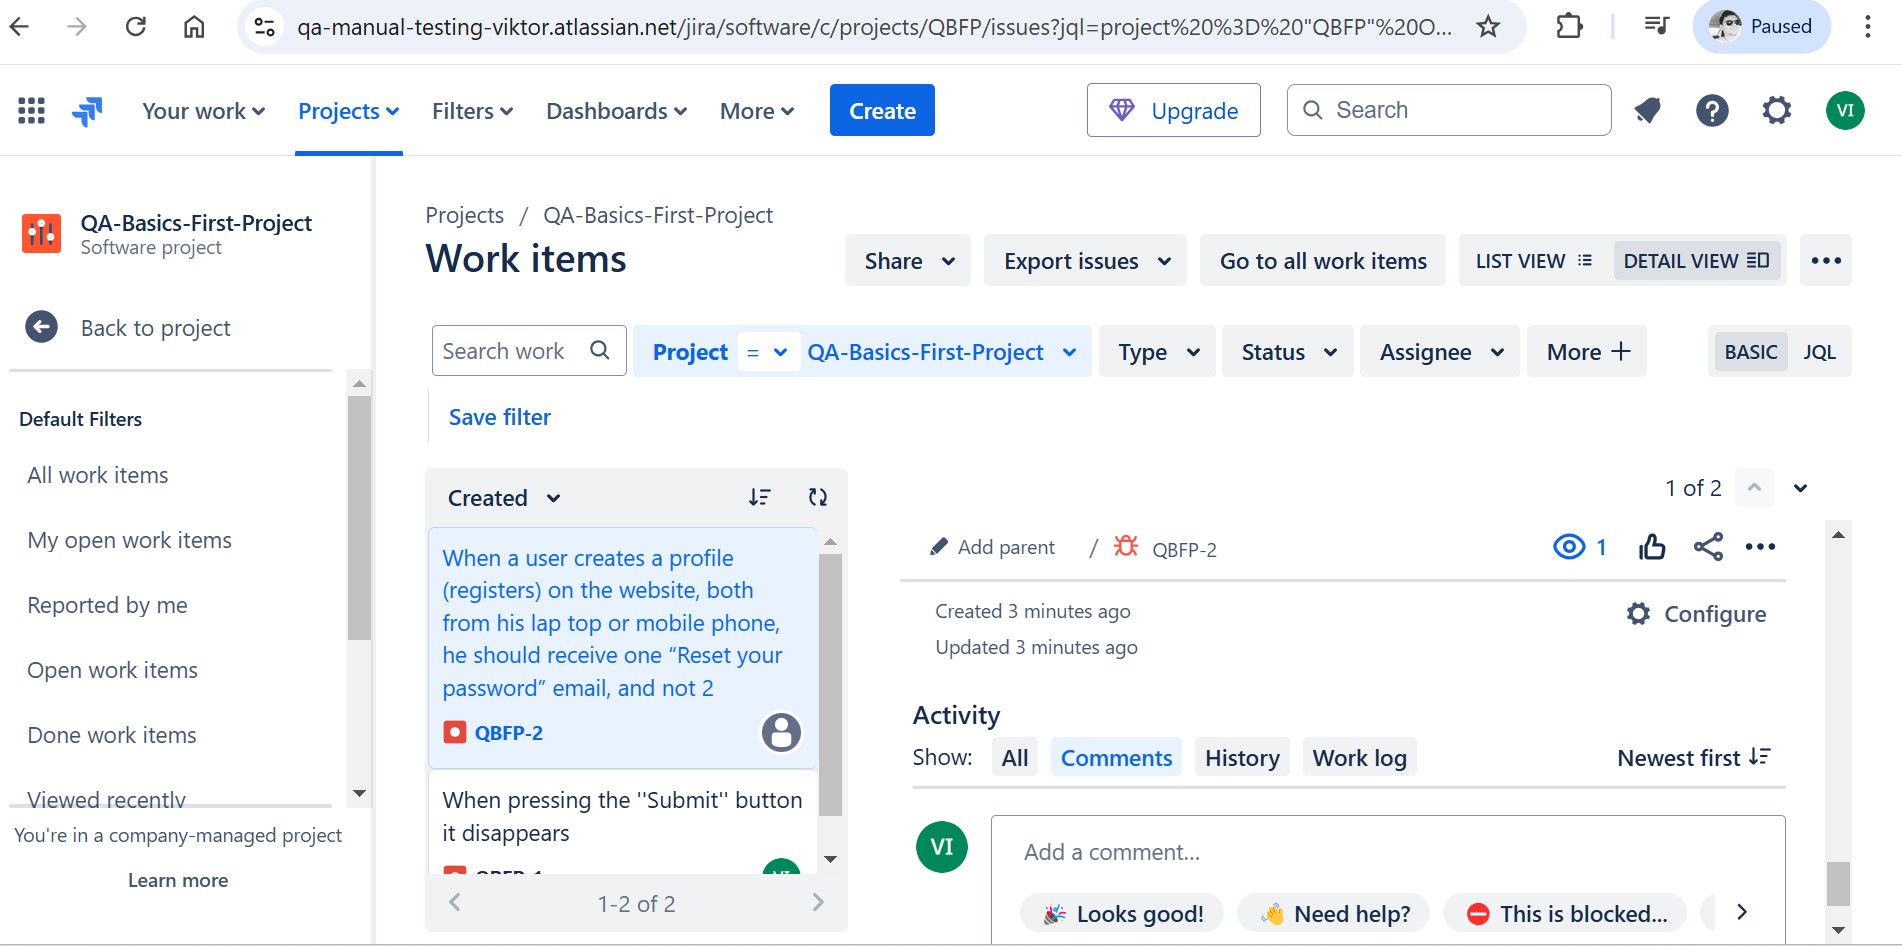 qa-manual-testing-viktor.atlassian.net/jira/software/c/projects/QBFP/issues?jql=project%20%3D%20"QBFP"%20O...
Paused
Your work
Projects
Filters
Dashboards
More
Create
Upgrade
Search
VI
QA-Basics-First-Project
Software project
Back to project
Default Filters
All work items
My open work items
Reported by me
Open work items
Done work items
Viewed recently
You're in a company-managed project
Learn more
Projects / QA-Basics-First-Project
Work items
Share
Export issues
Go to all work items
LIST VIEW
DETAIL VIEW
Search work
Project = QA-Basics-First-Project
Type
Status
Assignee
More +
BASIC
JQL
Save filter
Created
When a user creates a profile
(registers) on the website, both
from his lap top or mobile phone,
he should receive one “Reset your
password” email, and not 2
QBFP-2
When pressing the ''Submit'' button
it disappears
QBFP-1
VI
1-2 of 2
1 of 2
Add parent / QBFP-2
1
Created 3 minutes ago
Updated 3 minutes ago
Configure
Activity
Show: All Comments History Work log
Newest first
VI
Add a comment...
Looks good!
Need help?
This is blocked...